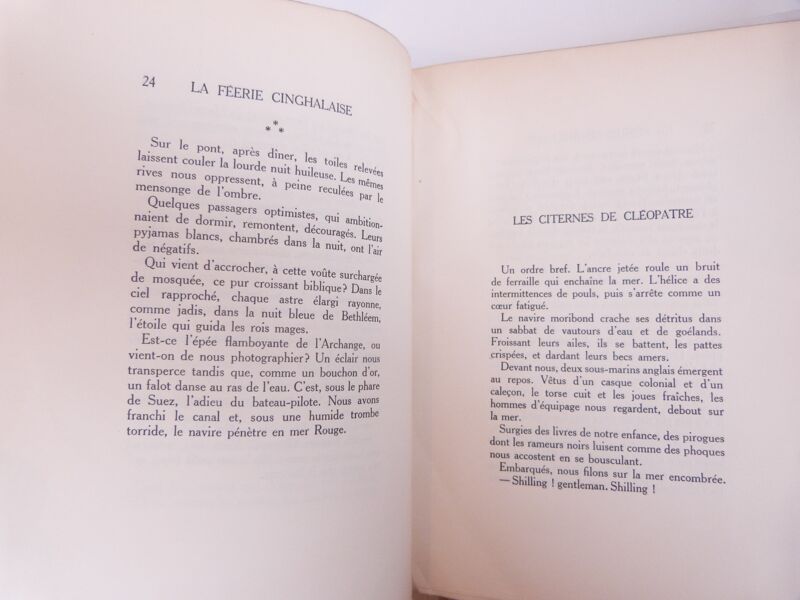 24 LA FÉERIE CINGHALAISE
***
Sur le pont, après dîner, les toiles relevées
laissent couler la lourde nuit huileuse. Les mêmes
rives nous oppressent, à peine reculées par le
mensonge de l'ombre.
Quelques passagers optimistes, qui ambition-
naient de dormir, remontent, découragés. Leurs
pyjamas blancs, chambrés dans la nuit, ont l'air
de négatifs.
Qui vient d'accrocher, à cette voûte surchargée
de mosquée, ce pur croissant biblique? Dans le
ciel rapproché, chaque astre élargi rayonne,
comme jadis, dans la nuit bleue de Bethléem,
l'étoile qui guida les rois mages.
Est-ce l'épée flamboyante de l'Archange, ou
vient-on de nous photographier? Un éclair nous
transperce tandis que, comme un bouchon d'or,
un falot danse au ras de l'eau. C'est, sous le phare
de Suez, l'adieu du bateau-pilote. Nous avons
franchi le canal et, sous une humide trombe
torride, le navire pénètre en mer Rouge.
LES CITERNES DE CLÉOPATRE
Un ordre bref. L'ancre jetée roule un bruit
de ferraille qui enchaîne la mer. L'hélice a des
intermittences de pouls, puis s'arrête comme un
cœur fatigué.
Le navire moribond crache ses détritus dans
un sabbat de vautours d'eau et de goélands.
Froissant leurs ailes, ils se battent, les pattes
crispées, et dardant leurs becs amers.
Devant nous, deux sous-marins anglais émergent
au repos. Vêtus d'un casque colonial et d'un
caleçon, le torse cuit et les joues fraîches, les
hommes d'équipage nous regardent, debout sur
la mer.
Surgies des livres de notre enfance, des pirogues
dont les rameurs noirs luisent comme des phoques
nous accostent en se bousculant.
Embarqués, nous filons sur la mer encombrée.
— Shilling ! gentleman. Shilling !